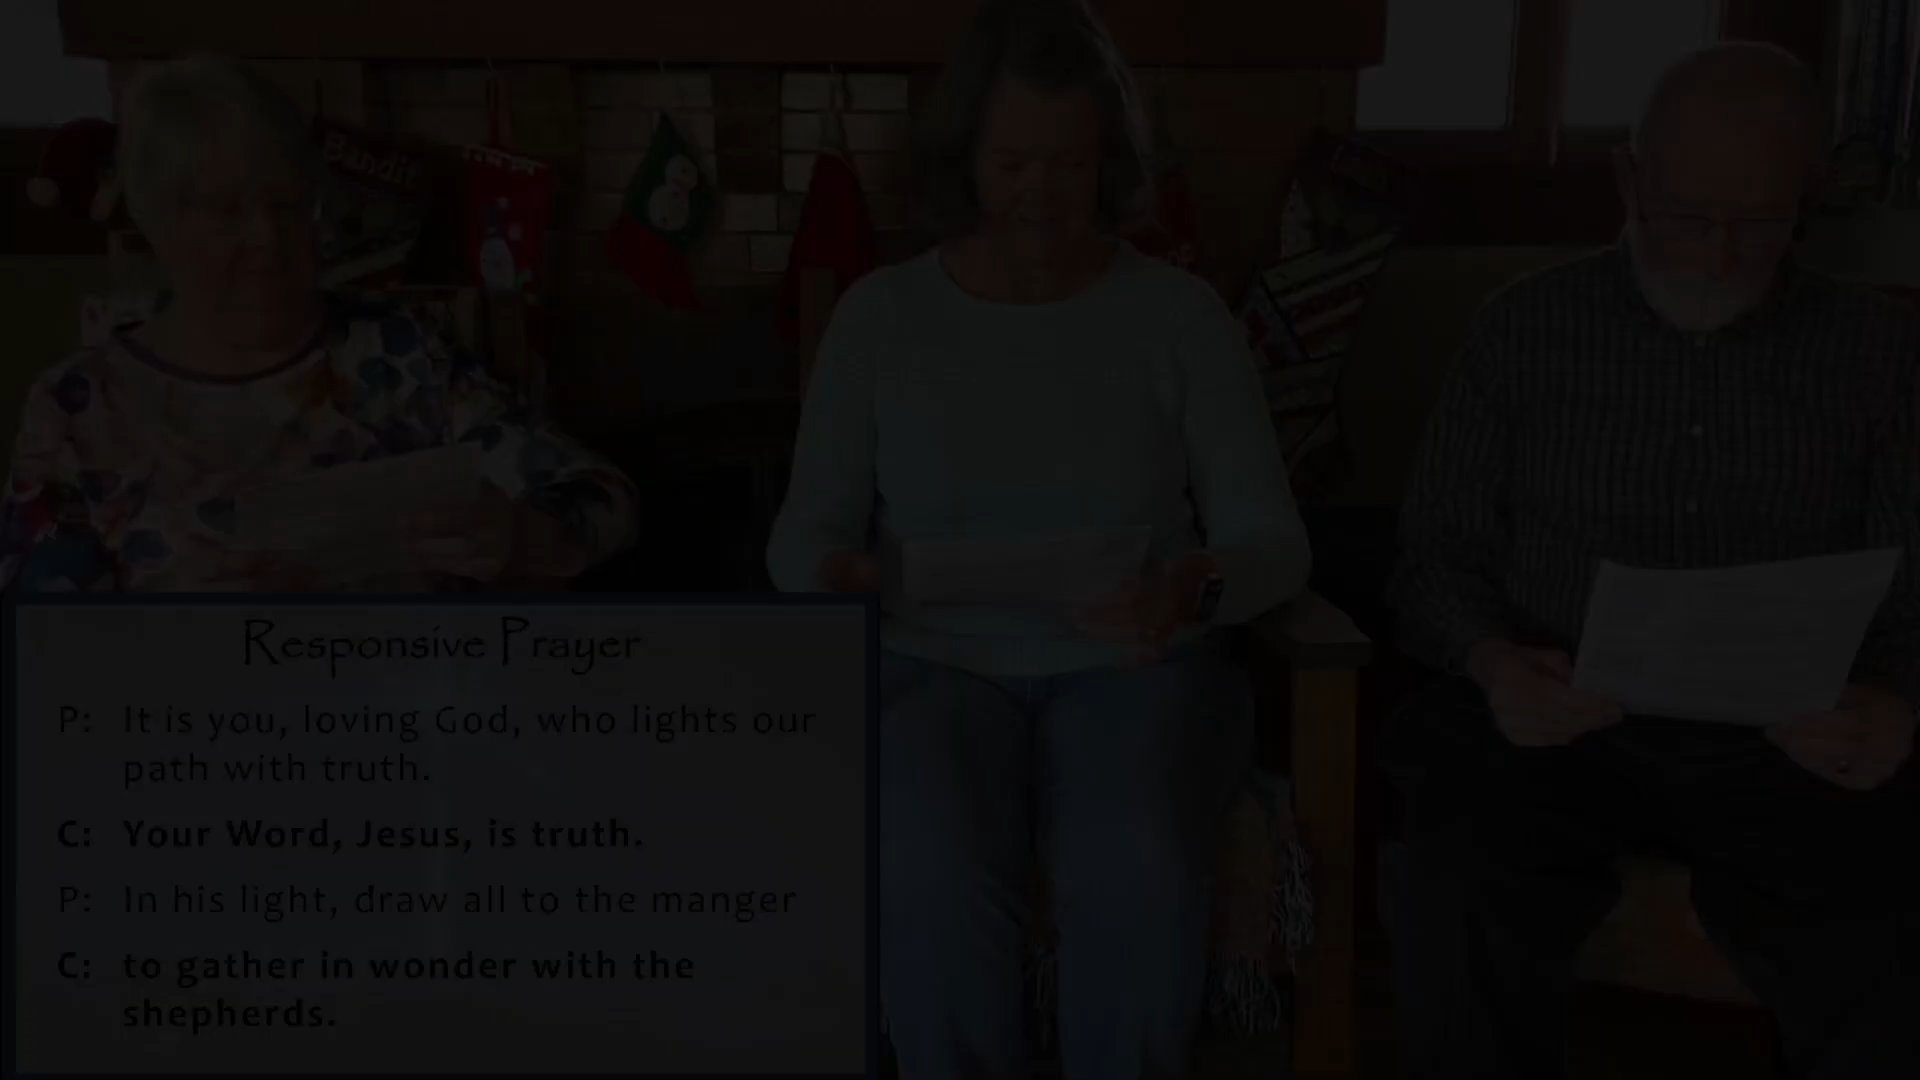 Bandit
Responsive Prayer
P: It is you, loving God, who lights our
path with truth.
C: Your Word, Jesus, is truth.
P: In his light, draw all to the manger
C: to gather in wonder with the
shepherds.